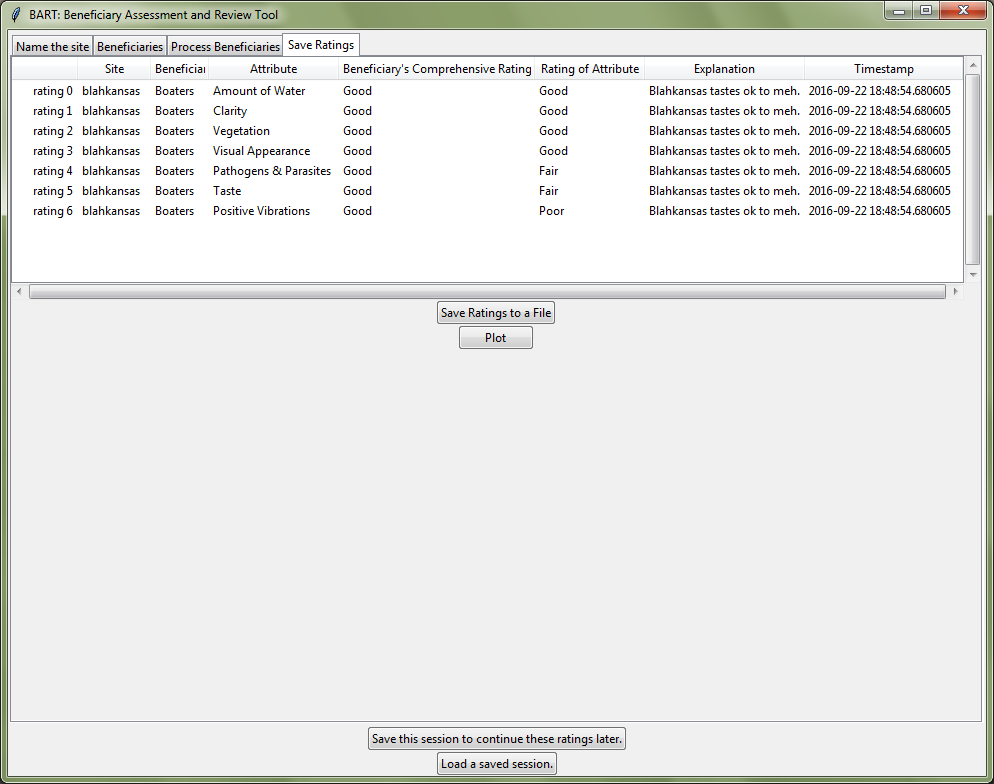 BART: Beneficiary Assessment and Review Tool
Name the site Beneficiaries Process Beneficiaries Save Ratings
Site Beneficiar Attribute Beneficiary's Comprehensive Rating Rating of Attribute Explanation Timestamp
rating 0 blahkansas Boaters Amount of Water Good Good Blahkansas tastes ok to meh. 2016-09-22 18:48:54.680605
rating 1 blahkansas Boaters Clarity Good Good Blahkansas tastes ok to meh. 2016-09-22 18:48:54.680605
rating 2 blahkansas Boaters Vegetation Good Good Blahkansas tastes ok to meh. 2016-09-22 18:48:54.680605
rating 3 blahkansas Boaters Visual Appearance Good Good Blahkansas tastes ok to meh. 2016-09-22 18:48:54.680605
rating 4 blahkansas Boaters Pathogens & Parasites Good Fair Blahkansas tastes ok to meh. 2016-09-22 18:48:54.680605
rating 5 blahkansas Boaters Taste Good Fair Blahkansas tastes ok to meh. 2016-09-22 18:48:54.680605
rating 6 blahkansas Boaters Positive Vibrations Good Poor Blahkansas tastes ok to meh. 2016-09-22 18:48:54.680605
Save Ratings to a File
Plot
Save this session to continue these ratings later.
Load a saved session.